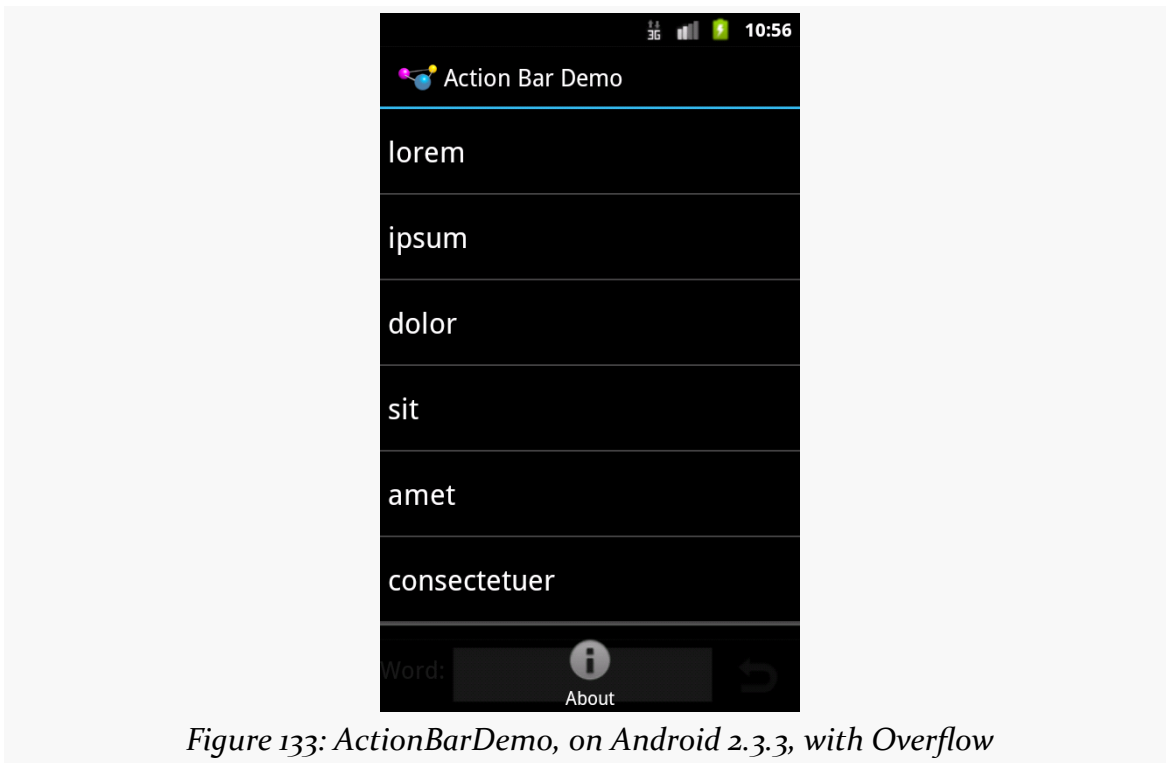 3G 10:56
Action Bar Demo
lorem
ipsum
dolor
sit
amet
consectetuer
Word:
About
Figure 133: ActionBarDemo, on Android 2.3.3, with Overflow